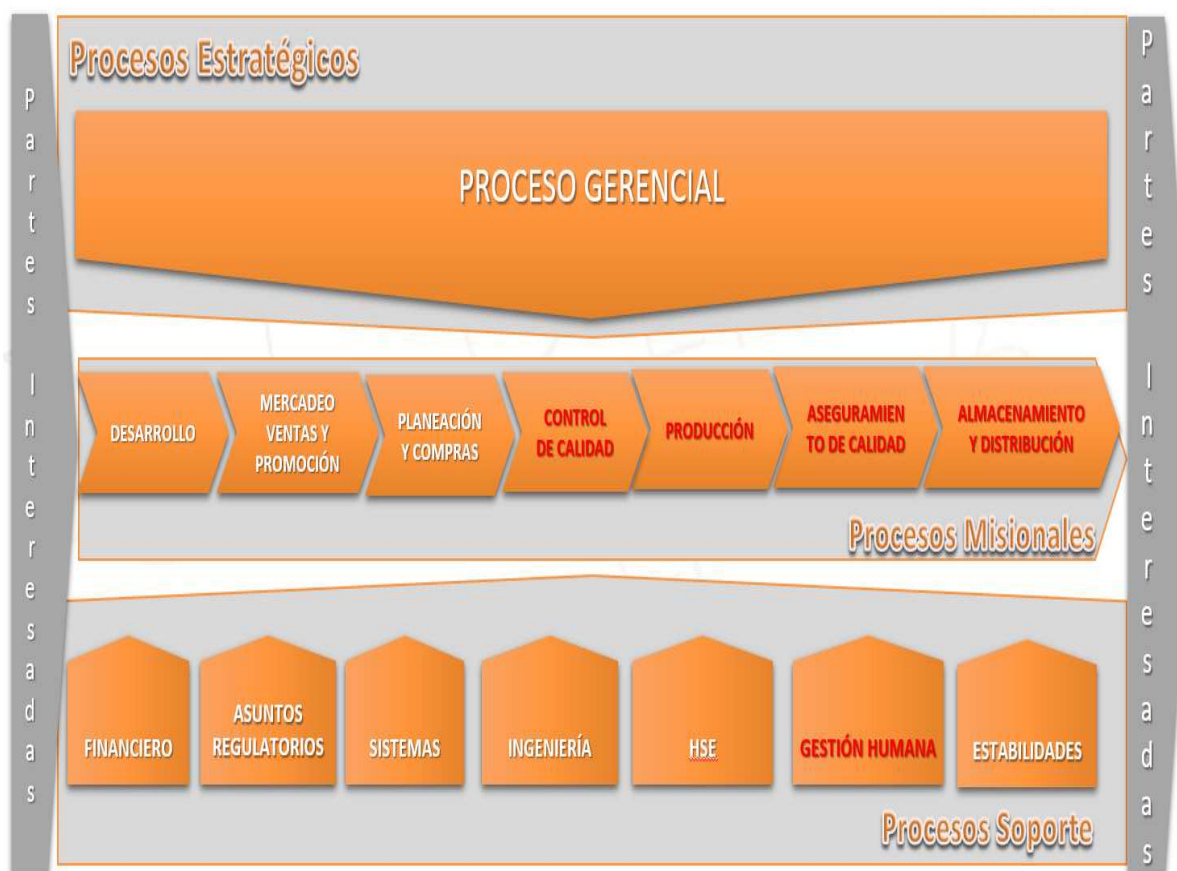 Partes Interesadas
Procesos Estratégicos
PROCESO GERENCIAL
DESARROLLO
MERCADEO
VENTAS Y
PROMOCIÓN
PLANEACIÓN
Y COMPRAS
CONTROL
DE CALIDAD
PRODUCCIÓN
ASEGURAMIEN
TO DE CALIDAD
ALMACENAMIENTO
Y DISTRIBUCIÓN
Procesos Misionales
FINANCIERO
ASUNTOS
REGULATORIOS
SISTEMAS
INGENIERÍA
HSE
GESTIÓN HUMANA
ESTABILIDADES
Procesos Soporte
Partes Interesadas